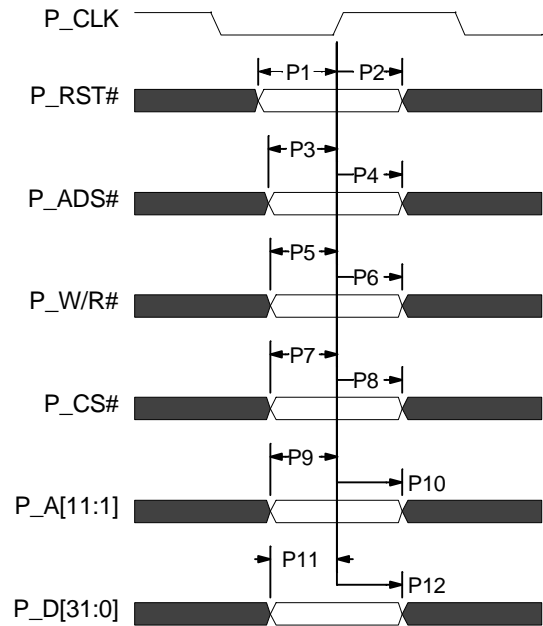 P_CLK
P1 P2
P_RST#
P3
P4
P_ADS#
P5
P6
P_W/R#
P7
P8
P_CS#
P9
P10
P_A[11:1]
P11
P12
P_D[31:0]